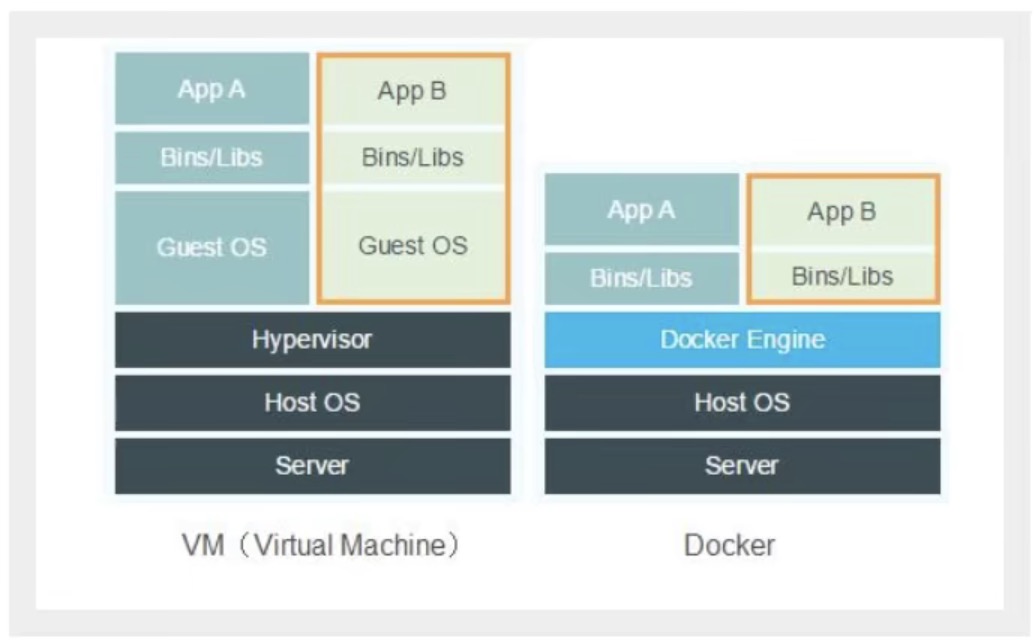 App A
App B
Bins/Libs
Bins/Libs
Guest OS
Guest OS
Hypervisor
Host OS
Server
VM（Virtual Machine）
App A
App B
Bins/Libs
Bins/Libs
Docker Engine
Host OS
Server
Docker